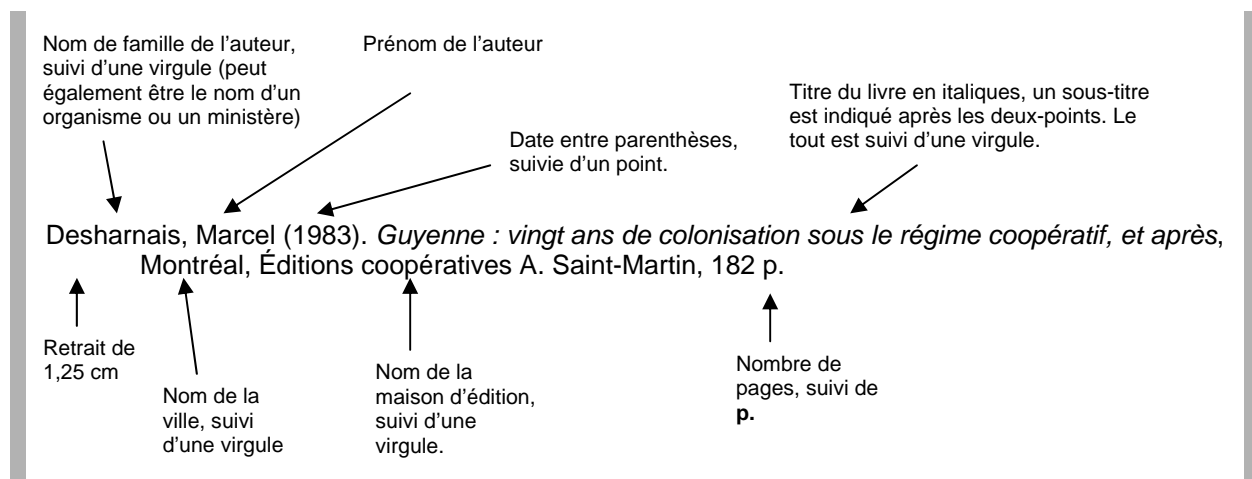 Nom de famille de l’auteur,
suivi d’une virgule (peut
également être le nom d’un
organisme ou un ministère)
Prénom de l’auteur
Date entre parenthèses,
suivie d’un point.
Titre du livre en italiques, un sous-titre
est indiqué après les deux-points. Le
tout est suivi d’une virgule.
Desharnais, Marcel (1983). Guyenne : vingt ans de colonisation sous le régime coopératif, et après,
Montréal, Éditions coopératives A. Saint-Martin, 182 p.
Retrait de
1,25 cm
Nom de la
ville, suivi
d’une virgule
Nom de la
maison d’édition,
suivi d’une
virgule.
Nombre de
pages, suivi de
p.